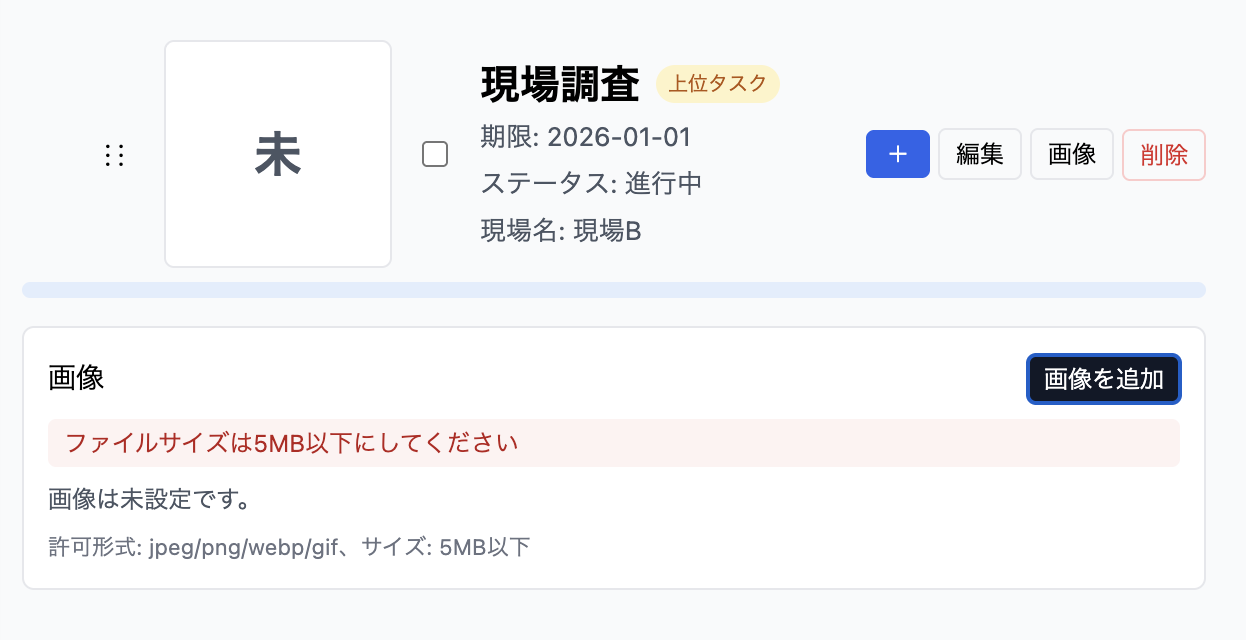 未
現場調査 上位タスク
期限: 2026-01-01
ステータス: 進行中
現場名: 現場B
+ 編集 画像 削除
画像 画像を追加
ファイルサイズは5MB以下にしてください
画像は未設定です。
許可形式: jpeg/png/webp/gif、サイズ: 5MB以下